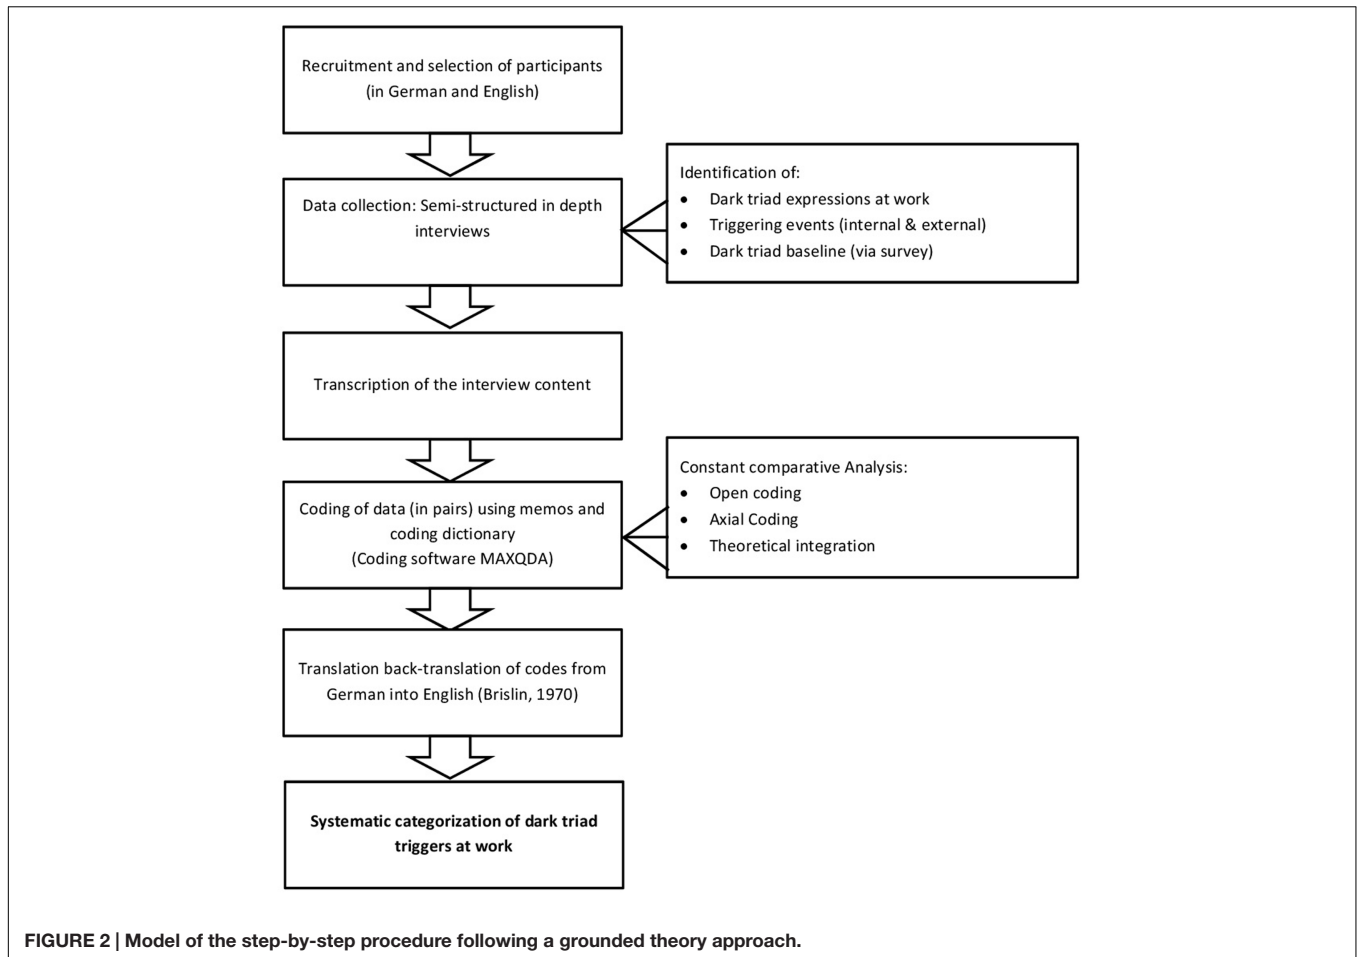 Recruitment and selection of participants
(in German and English)
Data collection: Semi-structured in depth
interviews
Identification of:
● Dark triad expressions at work
● Triggering events (internal & external)
● Dark triad baseline (via survey)
Transcription of the interview content
Coding of data (in pairs) using memos and
coding dictionary
(Coding software MAXQDA)
Constant comparative Analysis:
● Open coding
● Axial Coding
● Theoretical integration
Translation back-translation of codes from
German into English (Brislin, 1970)
Systematic categorization of dark triad
triggers at work
FIGURE 2 | Model of the step-by-step procedure following a grounded theory approach.